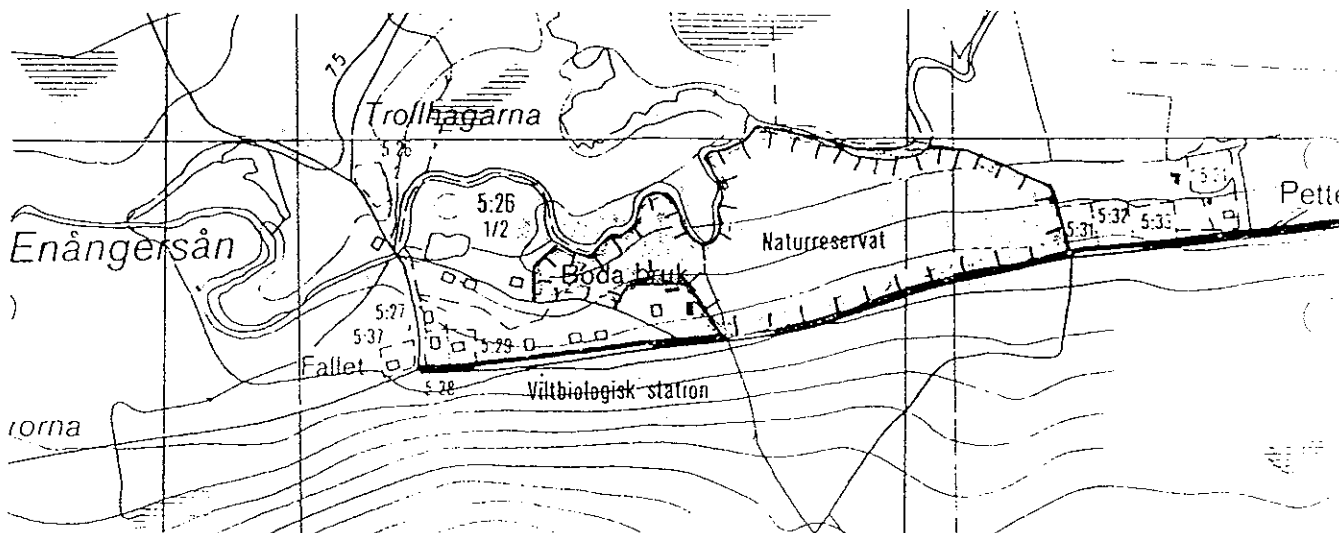 75
Trollhagarna
5:26
5:26
1/2
Enångersån
Naturreservat
Boda bruk
5:31
5:32
5:33
Pette
5:27
5:37
5:29
Fallet
5:28
Viltbiologisk station
rorna